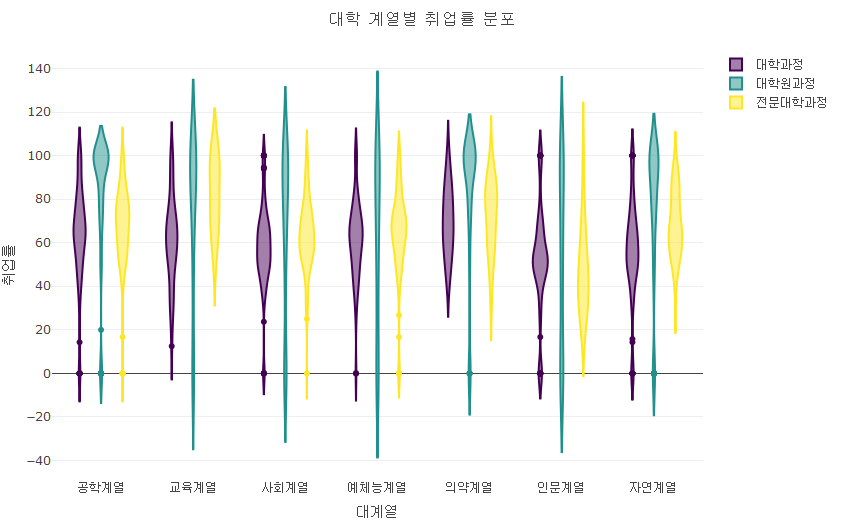 대학 계열별 취업률 분포
대학과정
대학원과정
전문대학과정
취업률
140
120
100
80
60
40
20
0
−20
−40
공학계열 교육계열 사회계열 예체능계열 의약계열 인문계열 자연계열
대계열